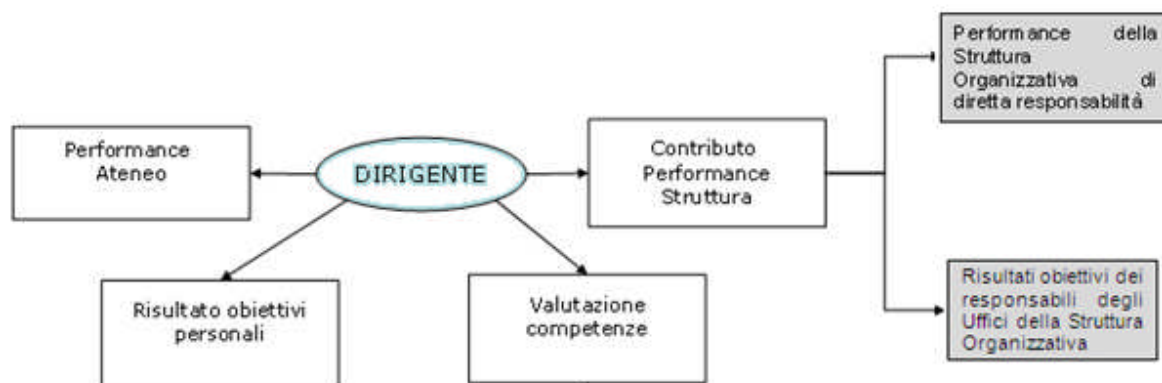 Performance della
Struttura
Organizzativa di
diretta responsabilità
Performance
Ateneo
DIRIGENTE
Contributo
Performance
Struttura
Risultato obiettivi
personali
Valutazione
competenze
Risultati obiettivi dei
responsabili degli
Uffici della Struttura
Organizzativa